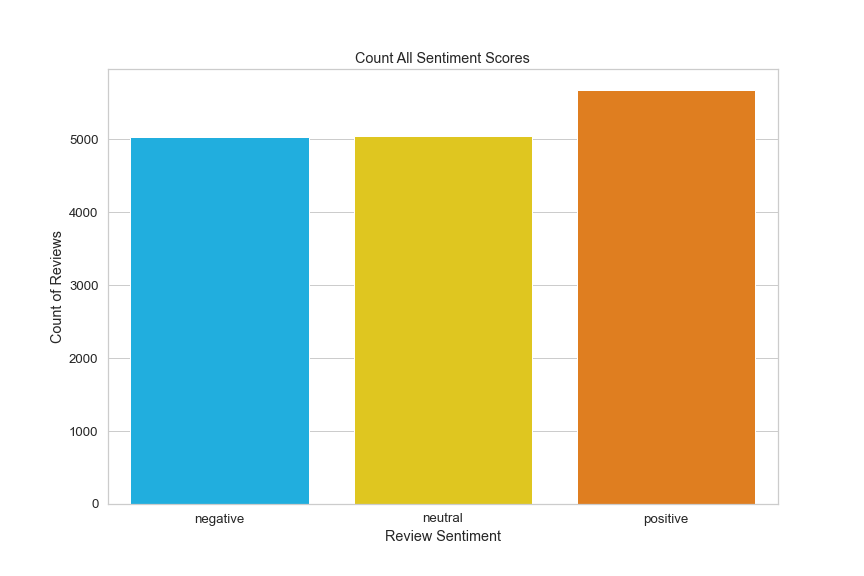 Count All Sentiment Scores
Count of Reviews
5000
4000
3000
2000
1000
0
negative neutral positive
Review Sentiment